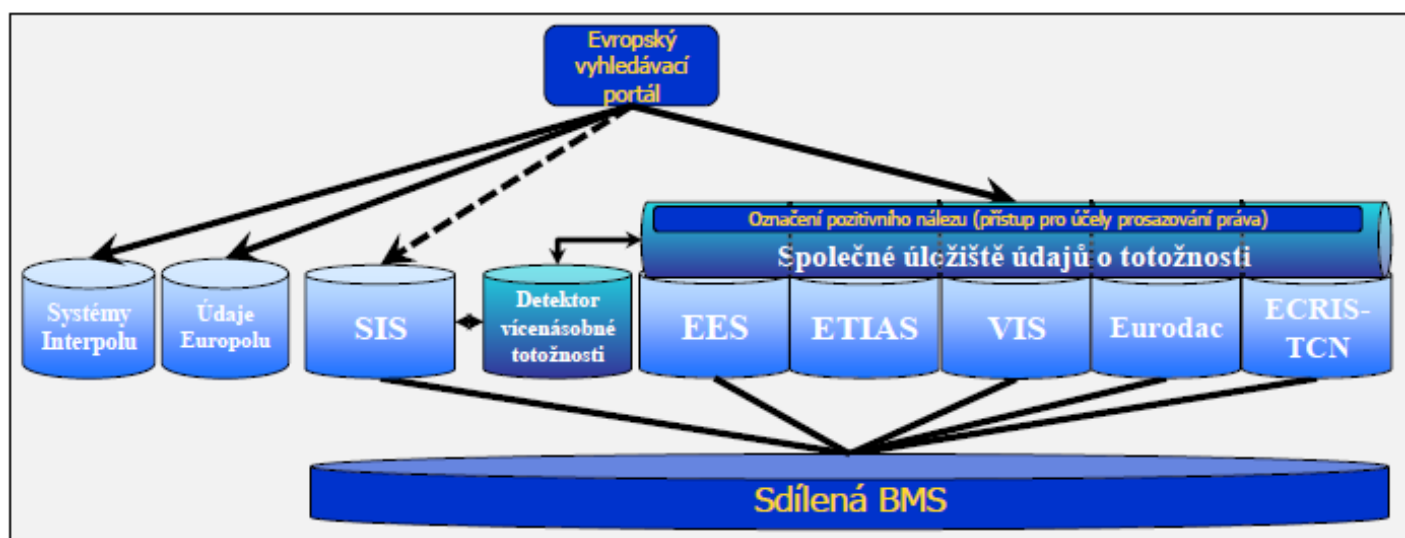 Evropský
vyhledávací
portál
Označení pozitivního nálezu (přístup pro účely prosazování práva)
Společné úložiště údajů o totožnosti
Systémy
Interpolu
Údaje
Europolu
SIS
Detektor
vícenásobné
totožnosti
EES
ETIAS
VIS
Eurodac
ECRIS-
TCN
Sdílená BMS